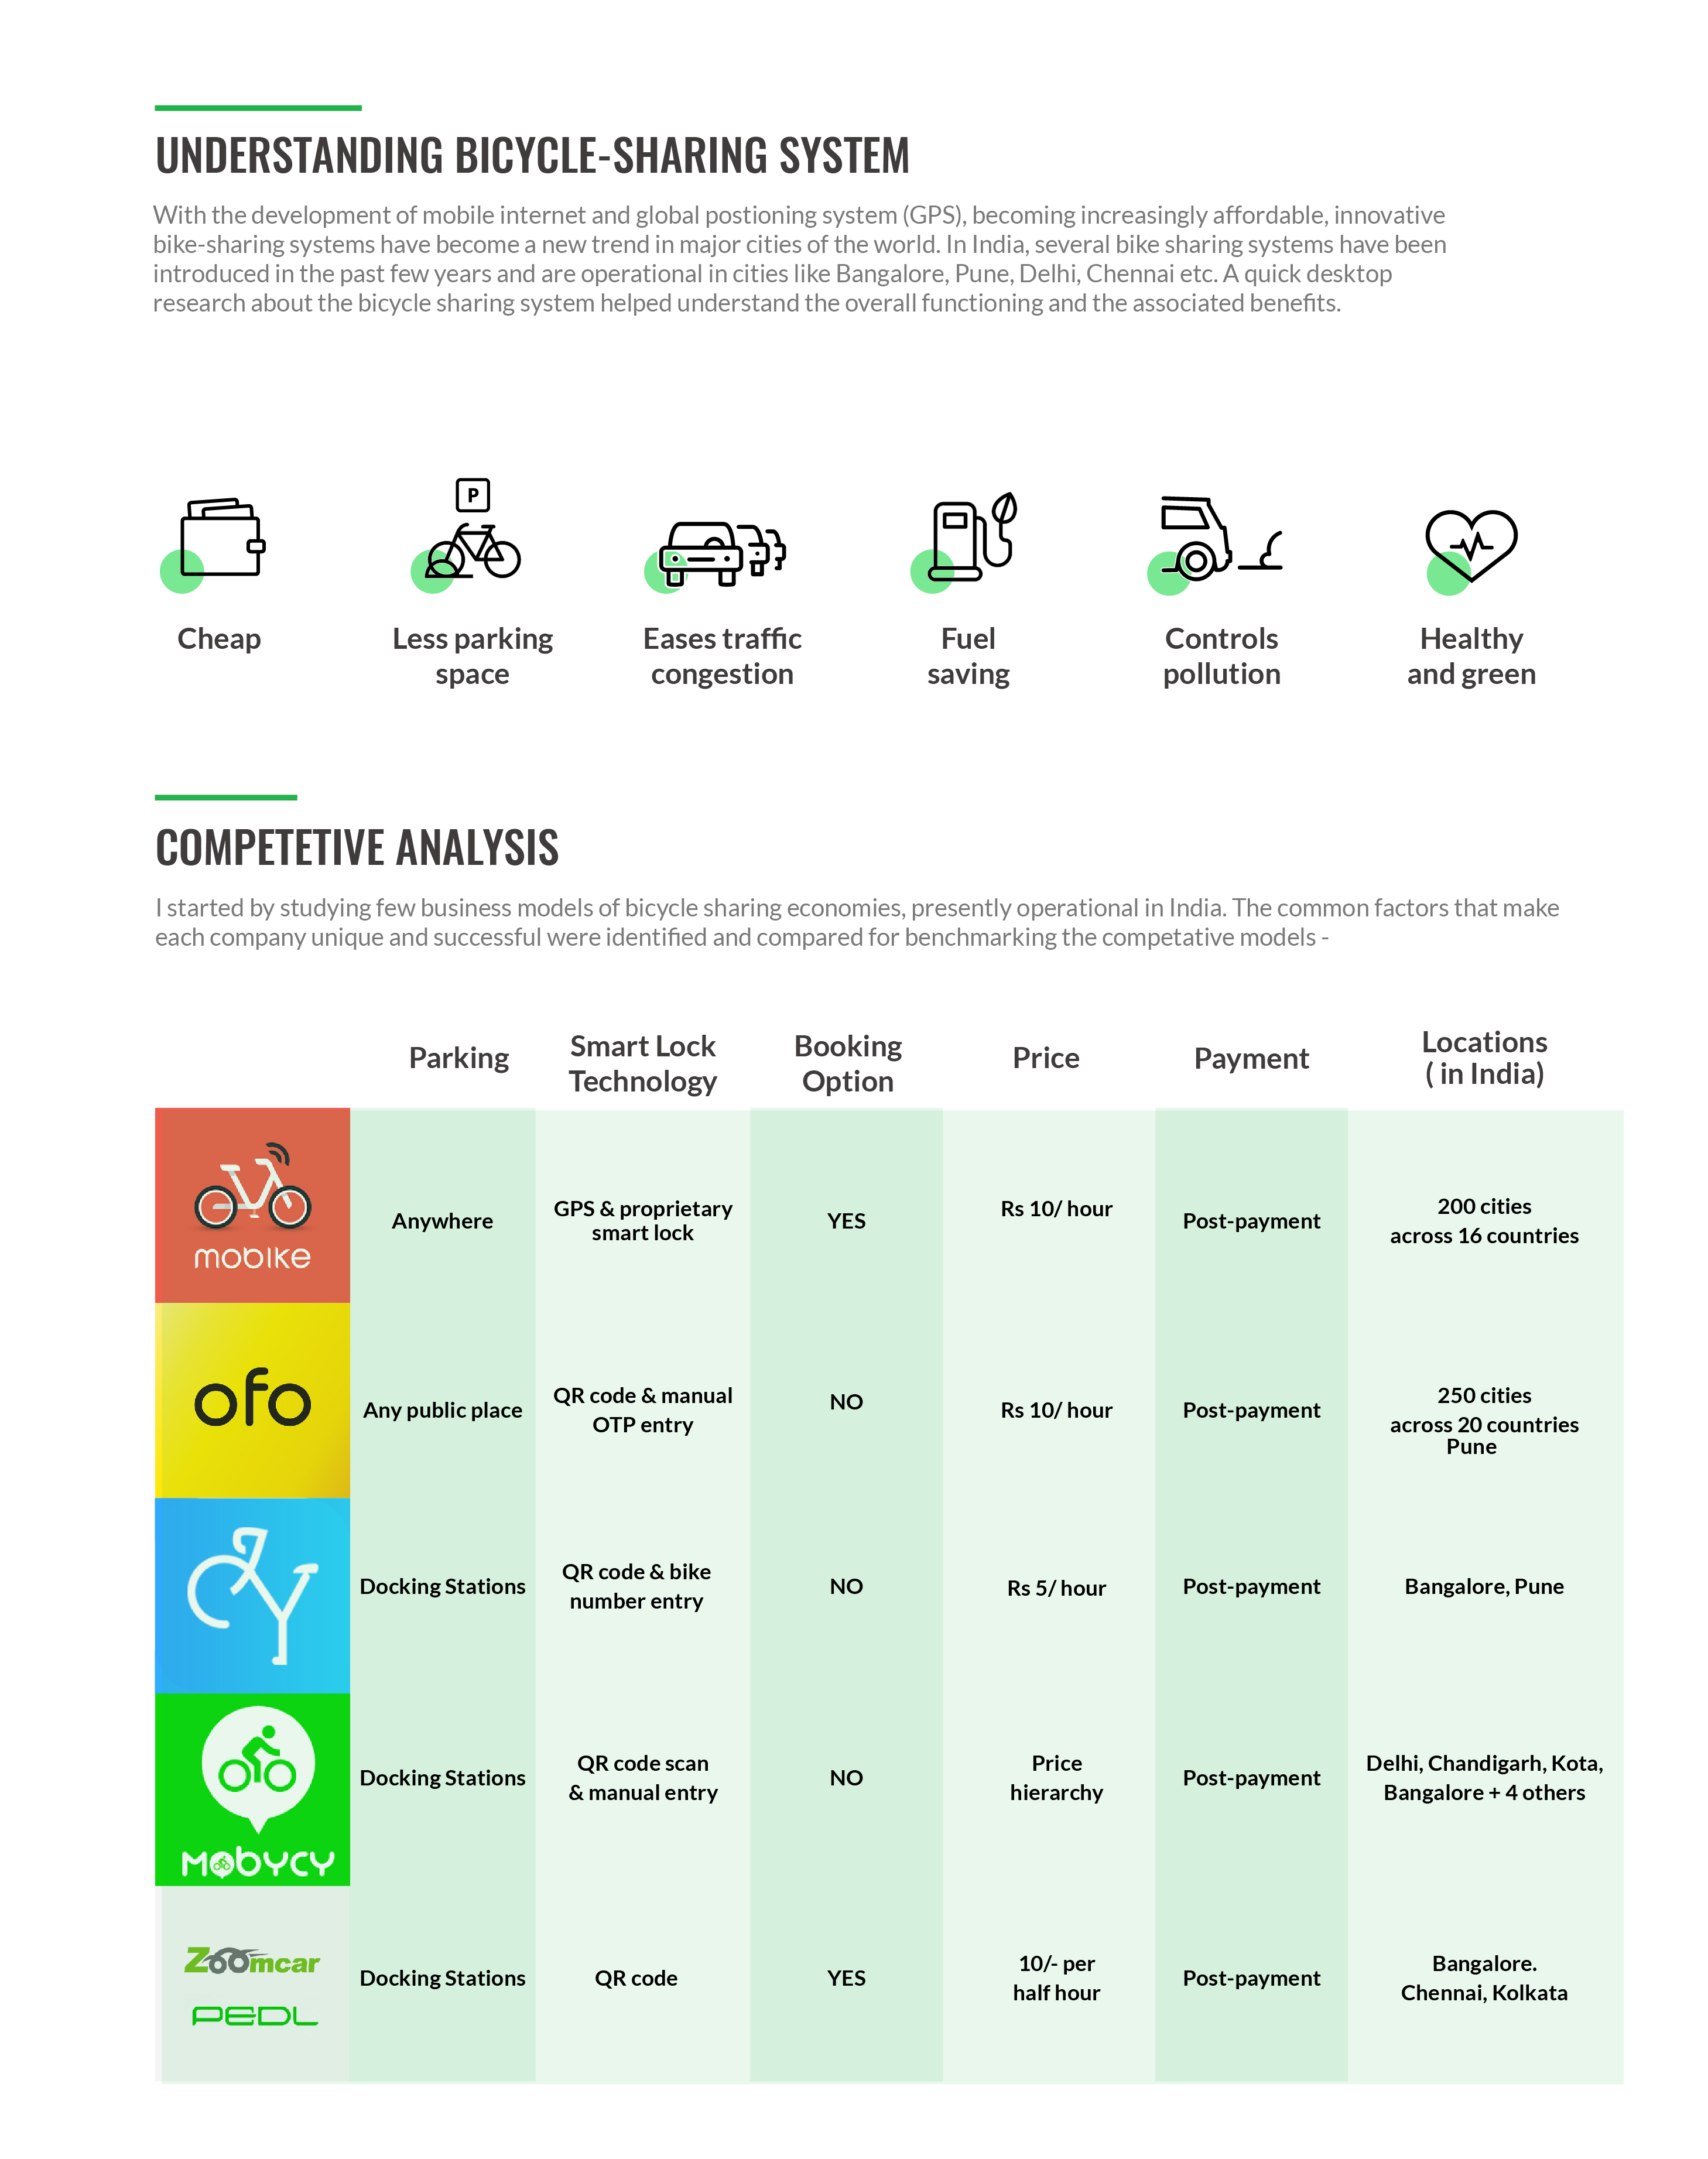 UNDERSTANDING BICYCLE-SHARING SYSTEM
With the development of mobile internet and global postioning system (GPS), becoming increasingly affordable, innovative
bike-sharing systems have become a new trend in major cities of the world. In India, several bike sharing systems have been
introduced in the past few years and are operational in cities like Bangalore, Pune, Delhi, Chennai etc. A quick desktop
research about the bicycle sharing system helped understand the overall functioning and the associated benefits.
P
Cheap
Less parking
space
Eases traffic
congestion
Fuel
saving
Controls
pollution
Healthy
and green
COMPETETIVE ANALYSIS
I started by studying few business models of bicycle sharing economies, presently operational in India. The common factors that make
each company unique and successful were identified and compared for benchmarking the competative models -
Parking
Smart Lock
Technology
Booking
Option
Price
Payment
Locations
( in India)
mobike
Anywhere
GPS & proprietary
smart lock
YES
Rs 10/ hour
Post-payment
200 cities
across 16 countries
ofo
Any public place
QR code & manual
OTP entry
NO
Rs 10/ hour
Post-payment
250 cities
across 20 countries
Pune
Docking Stations
QR code & bike
number entry
NO
Rs 5/ hour
Post-payment
Bangalore, Pune
Mobycy
Docking Stations
QR code scan
& manual entry
NO
Price
hierarchy
Post-payment
Delhi, Chandigarh, Kota,
Bangalore + 4 others
Zoomcar
PEDL
Docking Stations
QR code
YES
10/- per
half hour
Post-payment
Bangalore.
Chennai, Kolkata